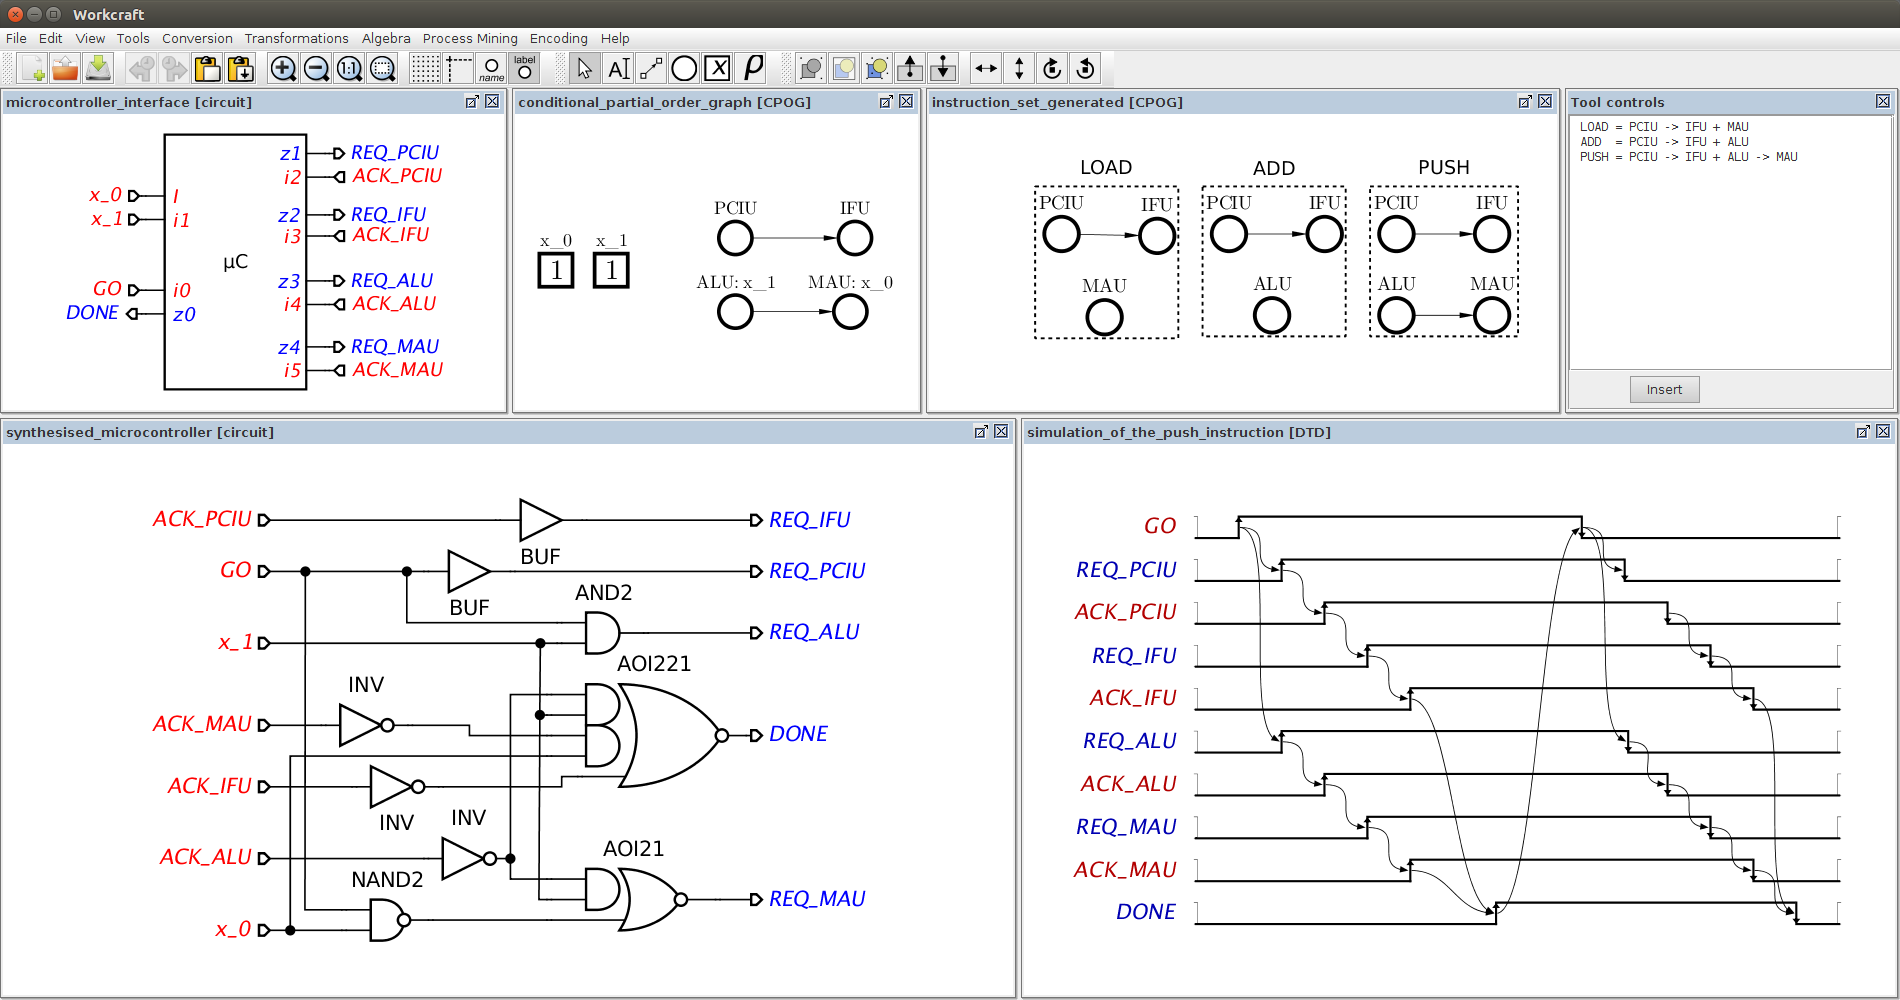 Workcraft
File Edit View Tools Conversion Transformations Algebra Process Mining Encoding Help
1:1 name label A X ρ
microcontroller_interface [circuit]
x_0
x_1
GO
DONE
I
i1
i0
z0
μC
z1 REQ_PCIU
i2 ACK_PCIU
z2 REQ_IFU
i3 ACK_IFU
z3 REQ_ALU
i4 ACK_ALU
z4 REQ_MAU
i5 ACK_MAU
conditional_partial_order_graph [CPOG]
x_0 x_1
1 1
PCIU IFU
ALU: x_1 MAU: x_0
instruction_set_generated [CPOG]
LOAD ADD PUSH
PCIU IFU PCIU IFU PCIU IFU
MAU ALU ALU MAU
Tool controls
LOAD = PCIU -> IFU + MAU
ADD = PCIU -> IFU + ALU
PUSH = PCIU -> IFU + ALU -> MAU
Insert
synthesised_microcontroller [circuit]
ACK_PCIU BUF REQ_IFU
GO BUF REQ_PCIU
AND2
x_1 REQ_ALU
AOI221
INV
ACK_MAU DONE
ACK_IFU
INV INV
AOI21
ACK_ALU
NAND2
REQ_MAU
x_0
simulation_of_the_push_instruction [DTD]
GO
REQ_PCIU
ACK_PCIU
REQ_IFU
ACK_IFU
REQ_ALU
ACK_ALU
REQ_MAU
ACK_MAU
DONE